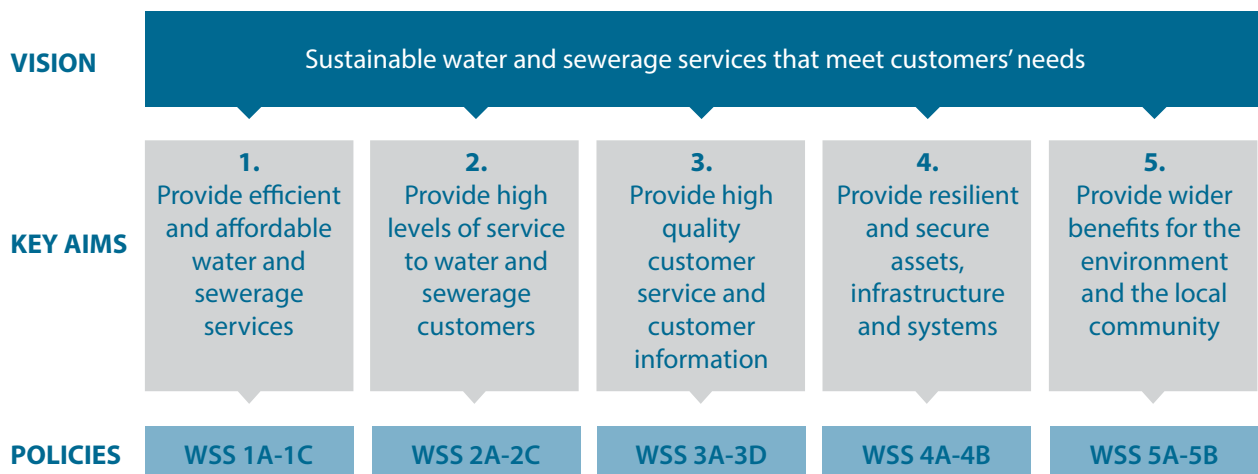 VISION
Sustainable water and sewerage services that meet customers’ needs
KEY AIMS
1.
Provide efficient
and affordable
water and
sewerage
services
2.
Provide high
levels of service
to water and
sewerage
customers
3.
Provide high
quality
customer
service and
customer
information
4.
Provide resilient
and secure
assets,
infrastructure
and systems
5.
Provide wider
benefits for the
environment
and the local
community
POLICIES
WSS 1A-1C
WSS 2A-2C
WSS 3A-3D
WSS 4A-4B
WSS 5A-5B